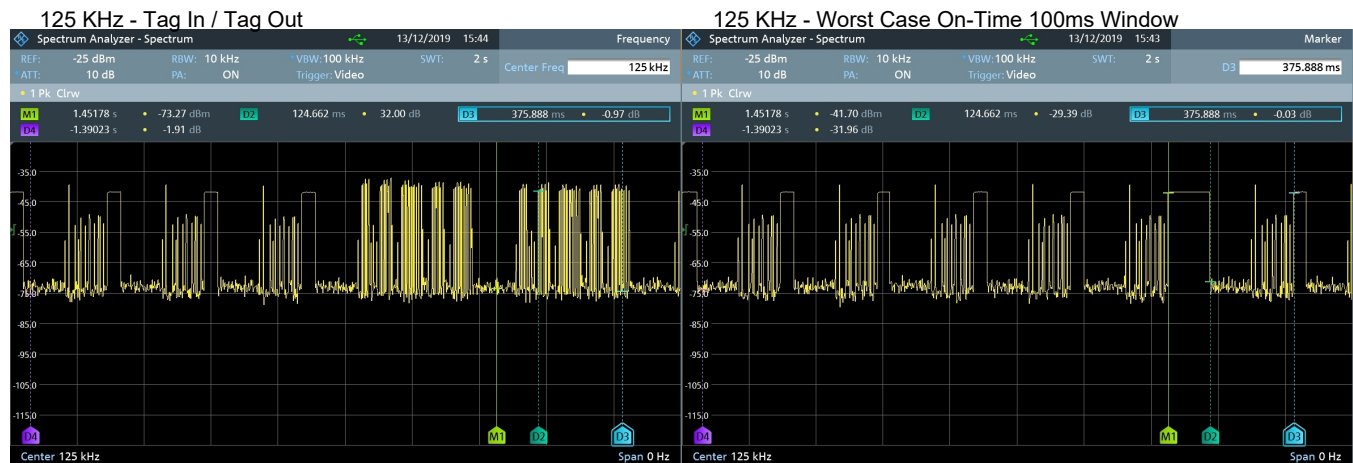 125 KHz - Tag In / Tag Out
Spectrum Analyzer - Spectrum 13/12/2019 15:44 Frequency
REF: -25 dBm RBW: 10 kHz VBW: 100 kHz SWT: 2 s Center Freq 125 kHz
ATT: 10 dB PA: ON Trigger: Video
1 Pk Clrw
M1 1.45178 s -73.27 dBm D2 124.662 ms 32.00 dB D3 375.888 ms -0.97 dB
D4 -1.39023 s -1.91 dB
-35.0
-45.0
-55.0
-65.0
-75.0
-85.0
-95.0
-105.0
-115.0
D4 M1 D2 D3
Center 125 kHz Span 0 Hz
125 KHz - Worst Case On-Time 100ms Window
Spectrum Analyzer - Spectrum 13/12/2019 15:43 Marker
REF: -25 dBm RBW: 10 kHz VBW: 100 kHz SWT: 2 s D3 375.888 ms
ATT: 10 dB PA: ON Trigger: Video
1 Pk Clrw
M1 1.45178 s -41.70 dBm D2 124.662 ms -29.39 dB D3 375.888 ms -0.03 dB
D4 -1.39023 s -31.96 dB
-35.0
-45.0
-55.0
-65.0
-75.0
-85.0
-95.0
-105.0
-115.0
D4 M1 D2 D3
Center 125 kHz Span 0 Hz